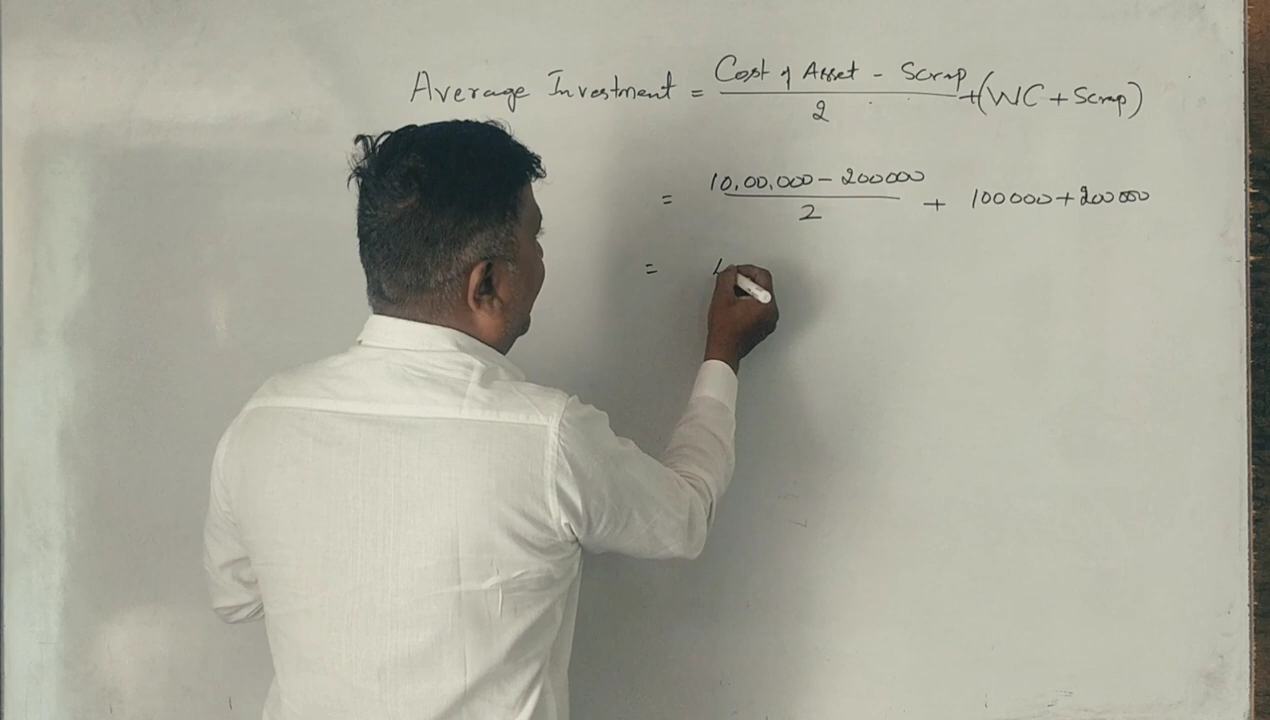 Average Investment = Cost of Asset - Scrap / 2 + (WC + Scrap)
= 10,00,000 - 200000 / 2 + 100000 + 200000
=